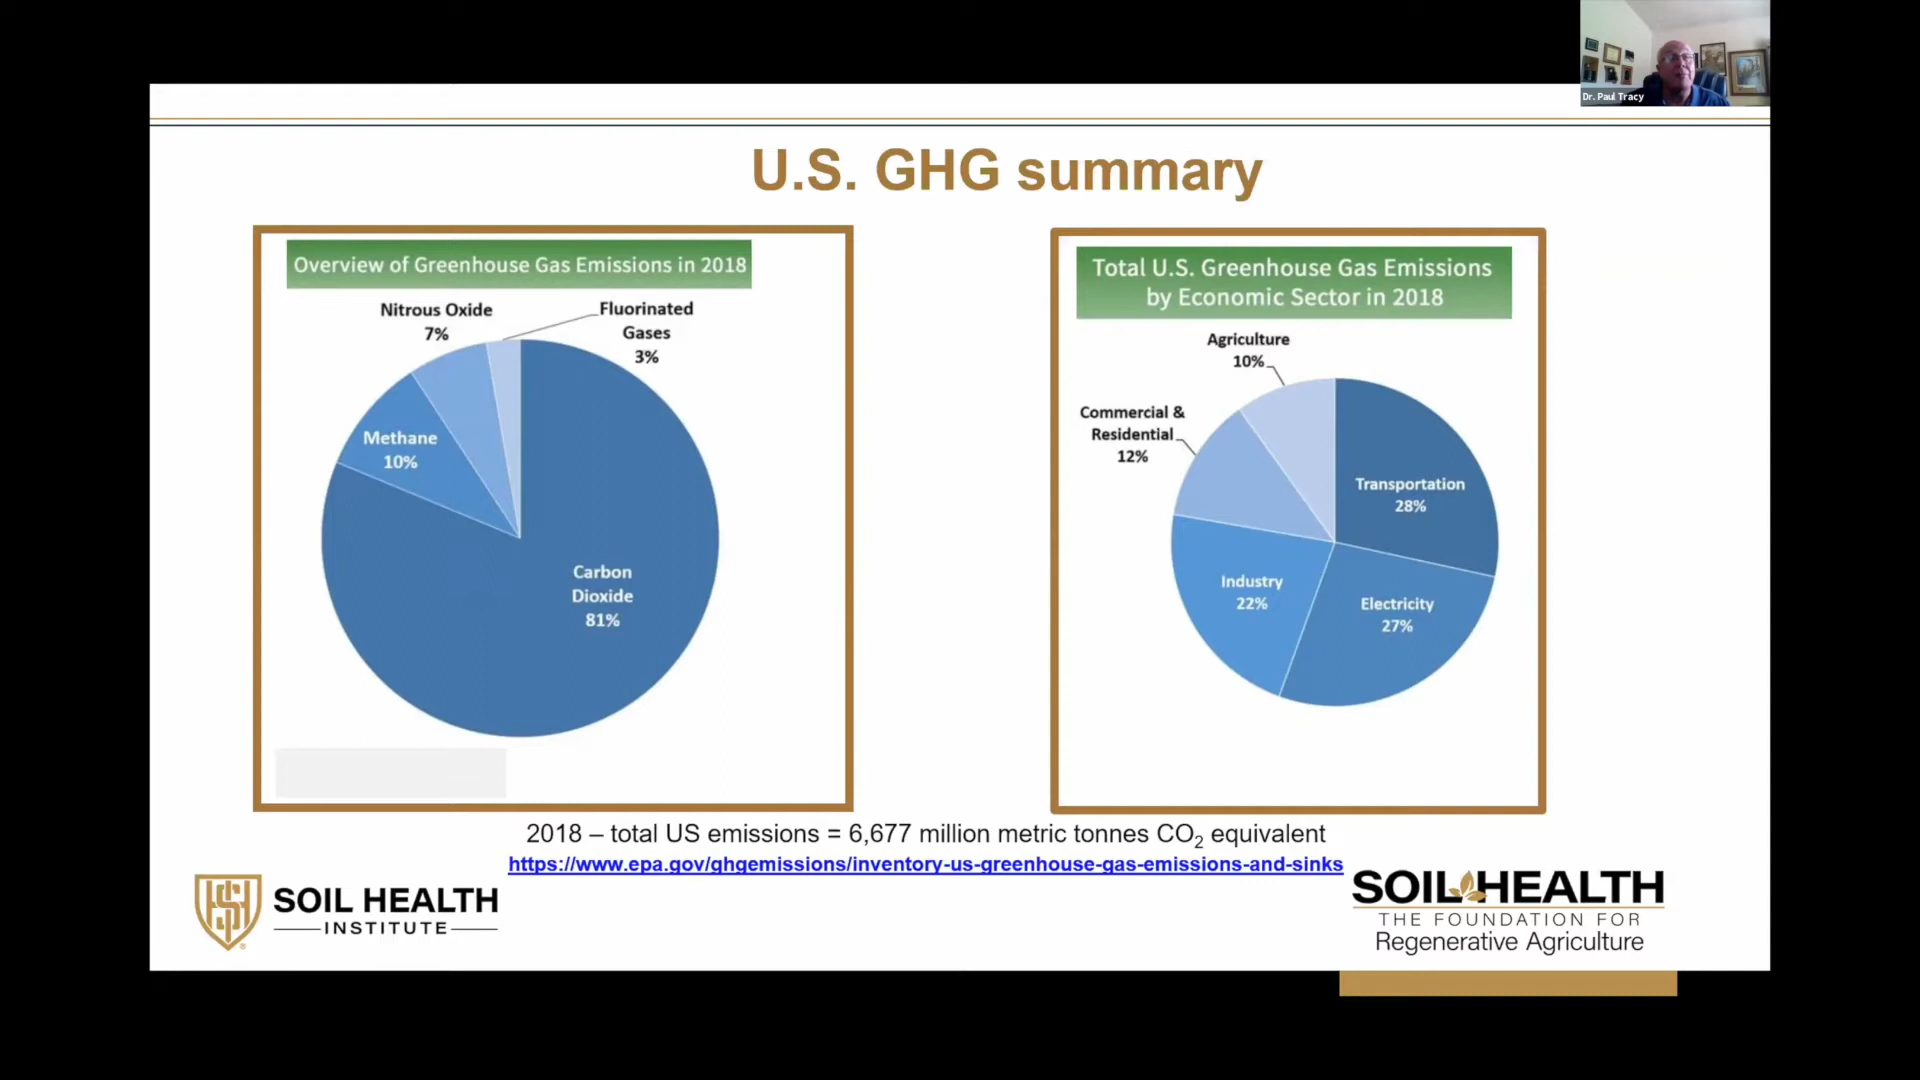 Dr. Paul Tracy
U.S. GHG summary
Overview of Greenhouse Gas Emissions in 2018
Nitrous Oxide
7%
Fluorinated
Gases
3%
Methane
10%
Carbon
Dioxide
81%
Total U.S. Greenhouse Gas Emissions
by Economic Sector in 2018
Agriculture
10%
Commercial &
Residential
12%
Transportation
28%
Industry
22%
Electricity
27%
2018 – total US emissions = 6,677 million metric tonnes CO₂ equivalent
https://www.epa.gov/ghgemissions/inventory-us-greenhouse-gas-emissions-and-sinks
SOIL HEALTH
INSTITUTE
SOIL HEALTH
THE FOUNDATION FOR
Regenerative Agriculture